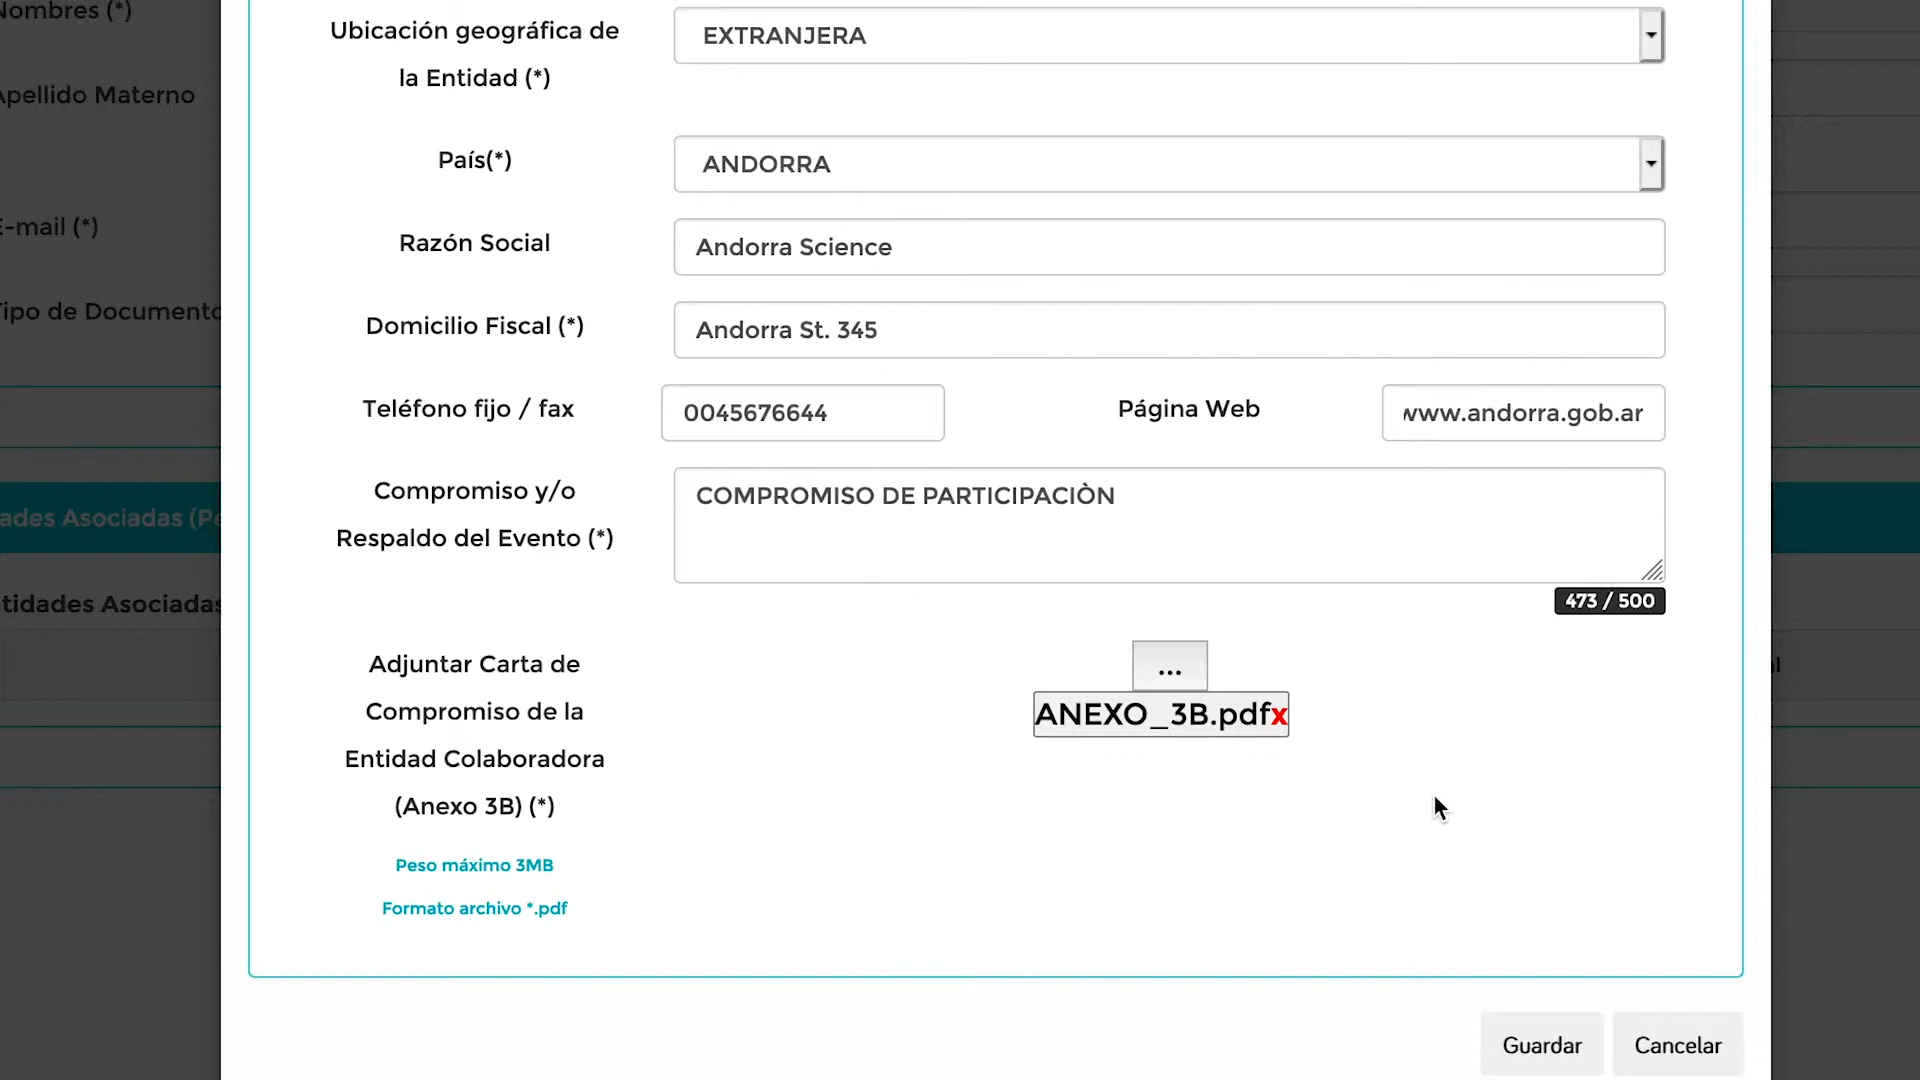 Nombres (*)
Apellido Materno
E-mail (*)
Tipo de Documento
ades Asociadas (Pe
tidades Asociadas
Ubicación geográfica de
la Entidad (*)
EXTRANJERA
País(*)
ANDORRA
Razón Social
Andorra Science
Domicilio Fiscal (*)
Andorra St. 345
Teléfono fijo / fax
0045676644
Página Web
www.andorra.gob.ar
Compromiso y/o
Respaldo del Evento (*)
COMPROMISO DE PARTICIPACIÒN
473 / 500
Adjuntar Carta de
Compromiso de la
Entidad Colaboradora
(Anexo 3B) (*)
...
ANEXO_3B.pdfx
Peso máximo 3MB
Formato archivo *.pdf
Guardar Cancelar